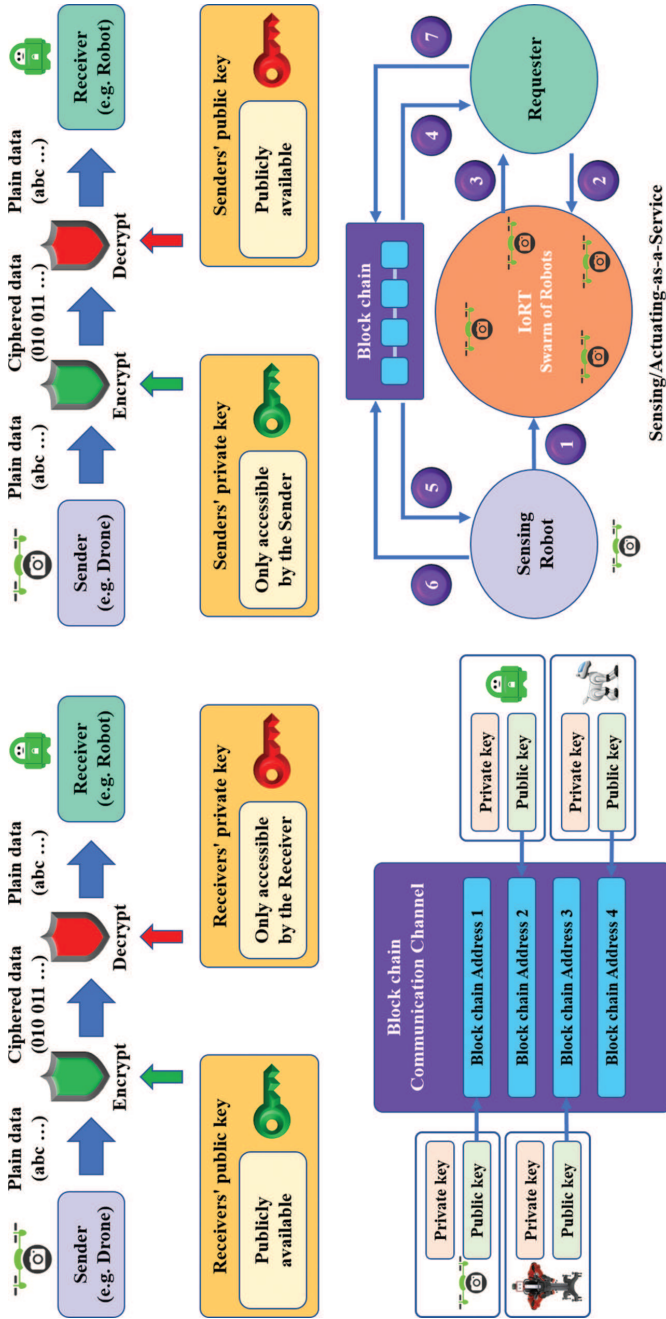 Plain data
(abc ...)
Ciphered data
(010 011 ...)
Plain data
(abc ...)
Sender
(e.g. Drone)
Encrypt
Decrypt
Receiver
(e.g. Robot)
Receivers' public key
Publicly
available
Receivers' private key
Only accessible
by the Receiver
Plain data
(abc ...)
Ciphered data
(010 011 ...)
Plain data
(abc ...)
Sender
(e.g. Drone)
Encrypt
Decrypt
Receiver
(e.g. Robot)
Senders' private key
Only accessible
by the Sender
Senders' public key
Publicly
available
Block chain
Communication Channel
Private key
Public key
Private key
Public key
Block chain Address 1
Block chain Address 2
Block chain Address 3
Block chain Address 4
Private key
Public key
Private key
Public key
Block chain
6
5
4
7
Sensing
Robot
1
IoRT
Swarm of Robots
3
2
Requester
Sensing/Actuating-as-a-Service